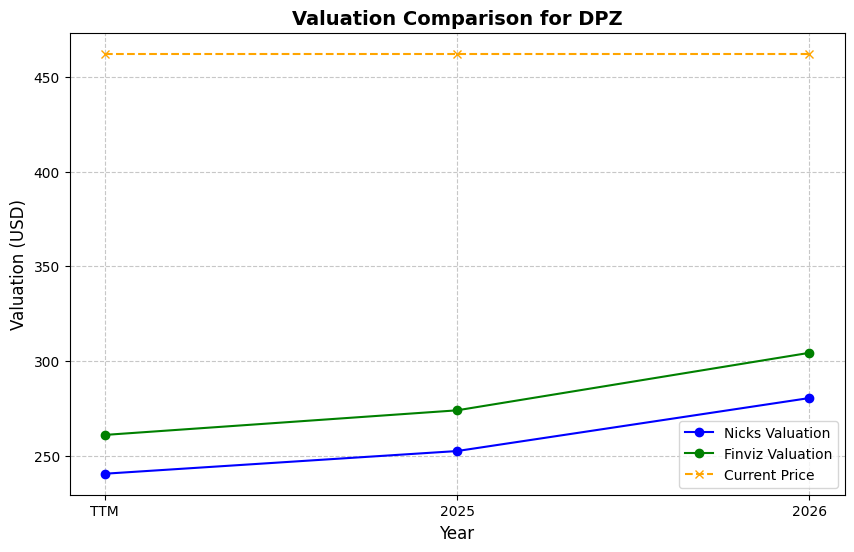 Valuation Comparison for DPZ
Valuation (USD)
450
400
350
300
250
Nicks Valuation
Finviz Valuation
Current Price
TTM
2025
2026
Year